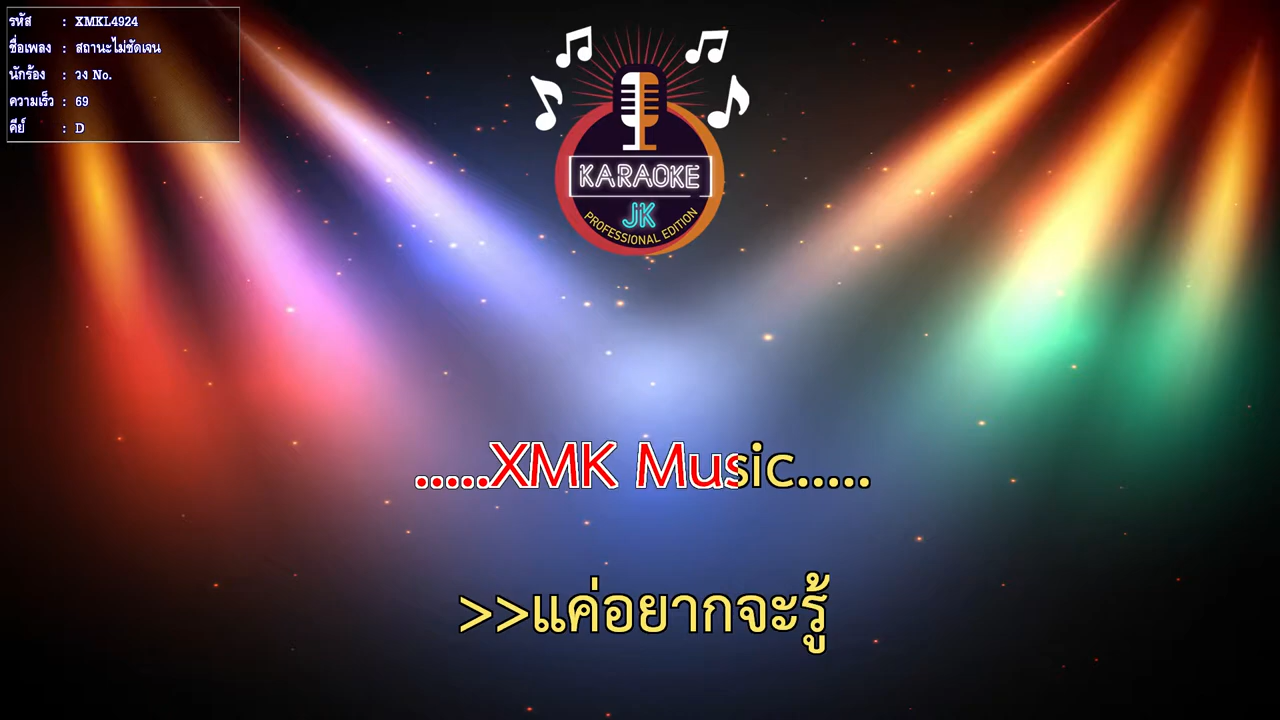 รหัส : XMKL4924
ชื่อเพลง : สถานะไม่ชัดเจน
นักร้อง : วง No.
ความเร็ว : 69
คีย์ : D
KARAOKE
JK
PROFESSIONAL EDITION
.....XMK Music.....
>>แค่อยากจะรู้